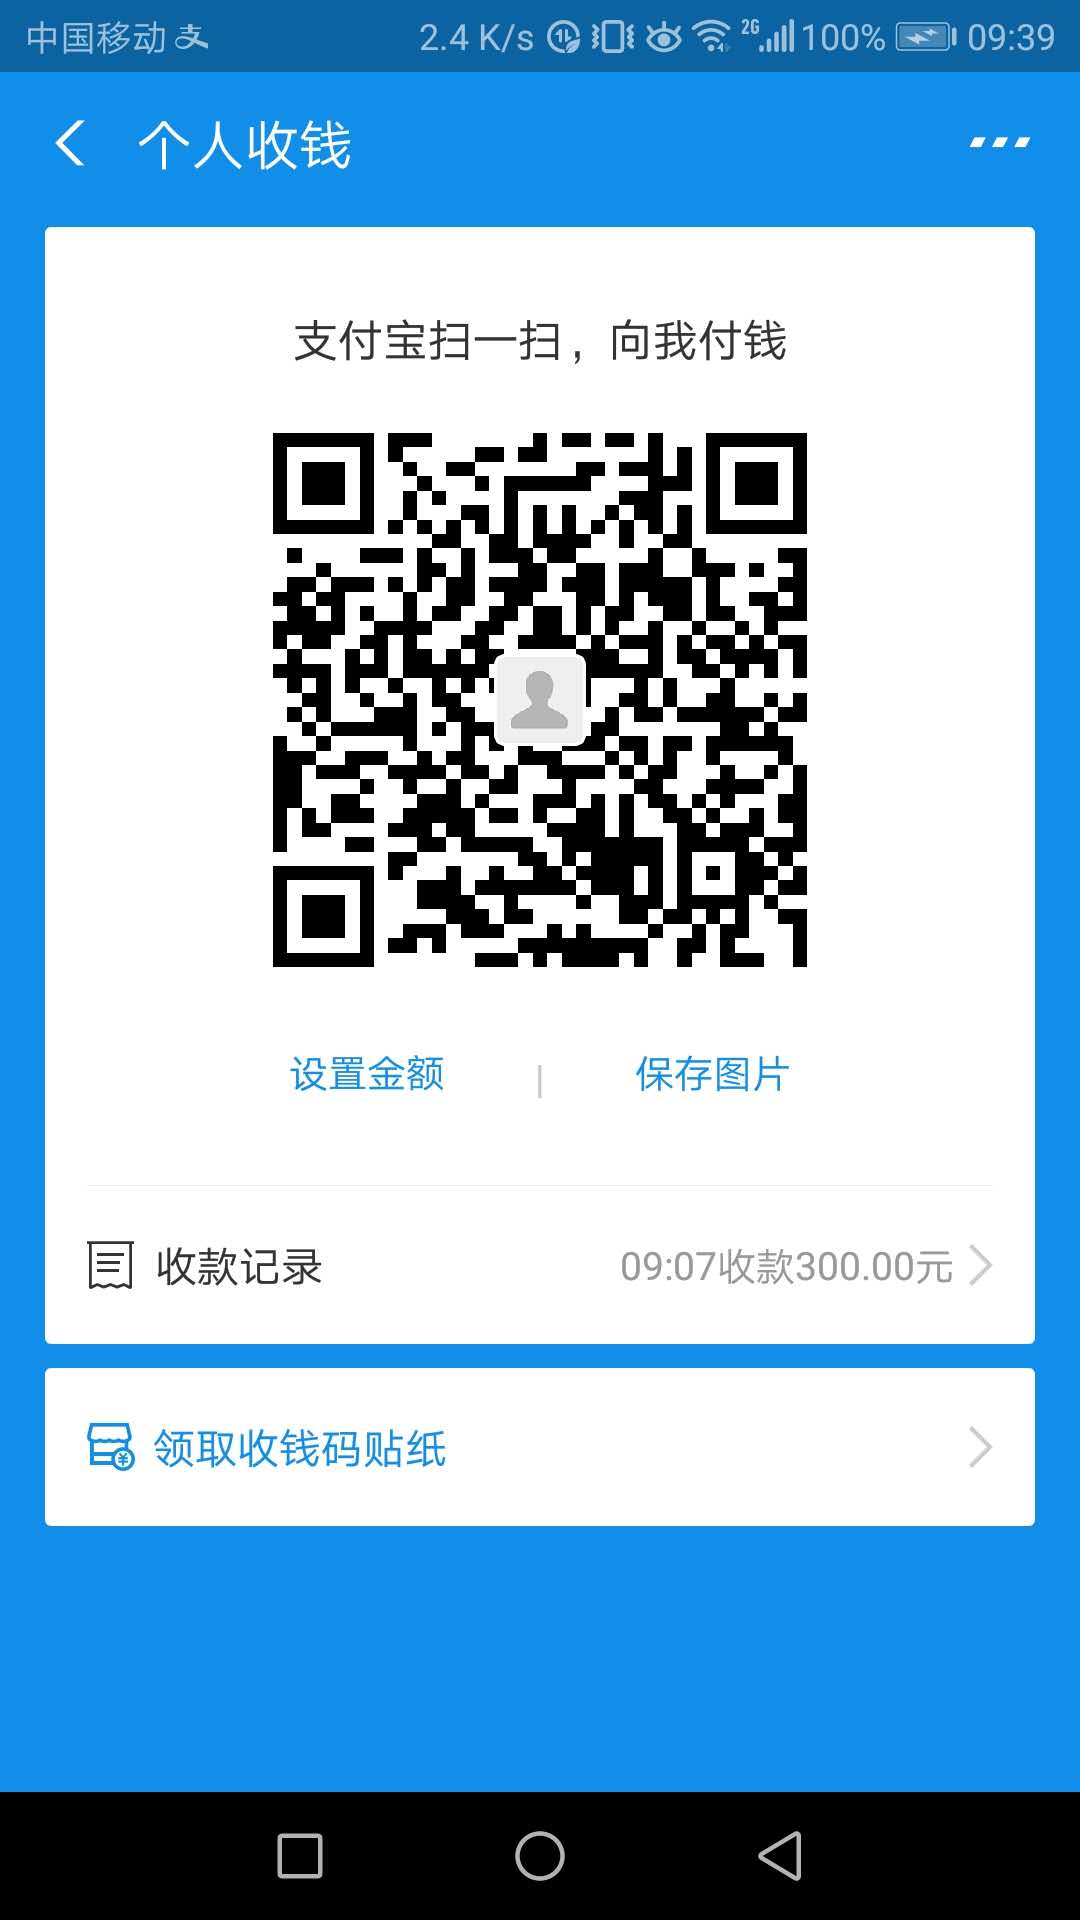 中国移动 2.4 K/s 2G 100% 09:39
个人收钱
支付宝扫一扫，向我付钱
设置金额 | 保存图片
收款记录 09:07收款300.00元
领取收钱码贴纸